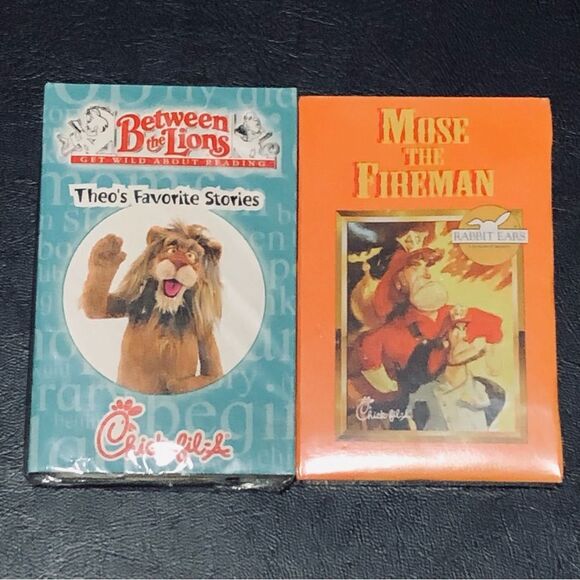 Between
the Lions
GET WILD ABOUT READING
Theo's Favorite Stories
begin
Chick-fil-A
MOSE
THE
FIREMAN
RABBIT EARS
Chick-fil-A